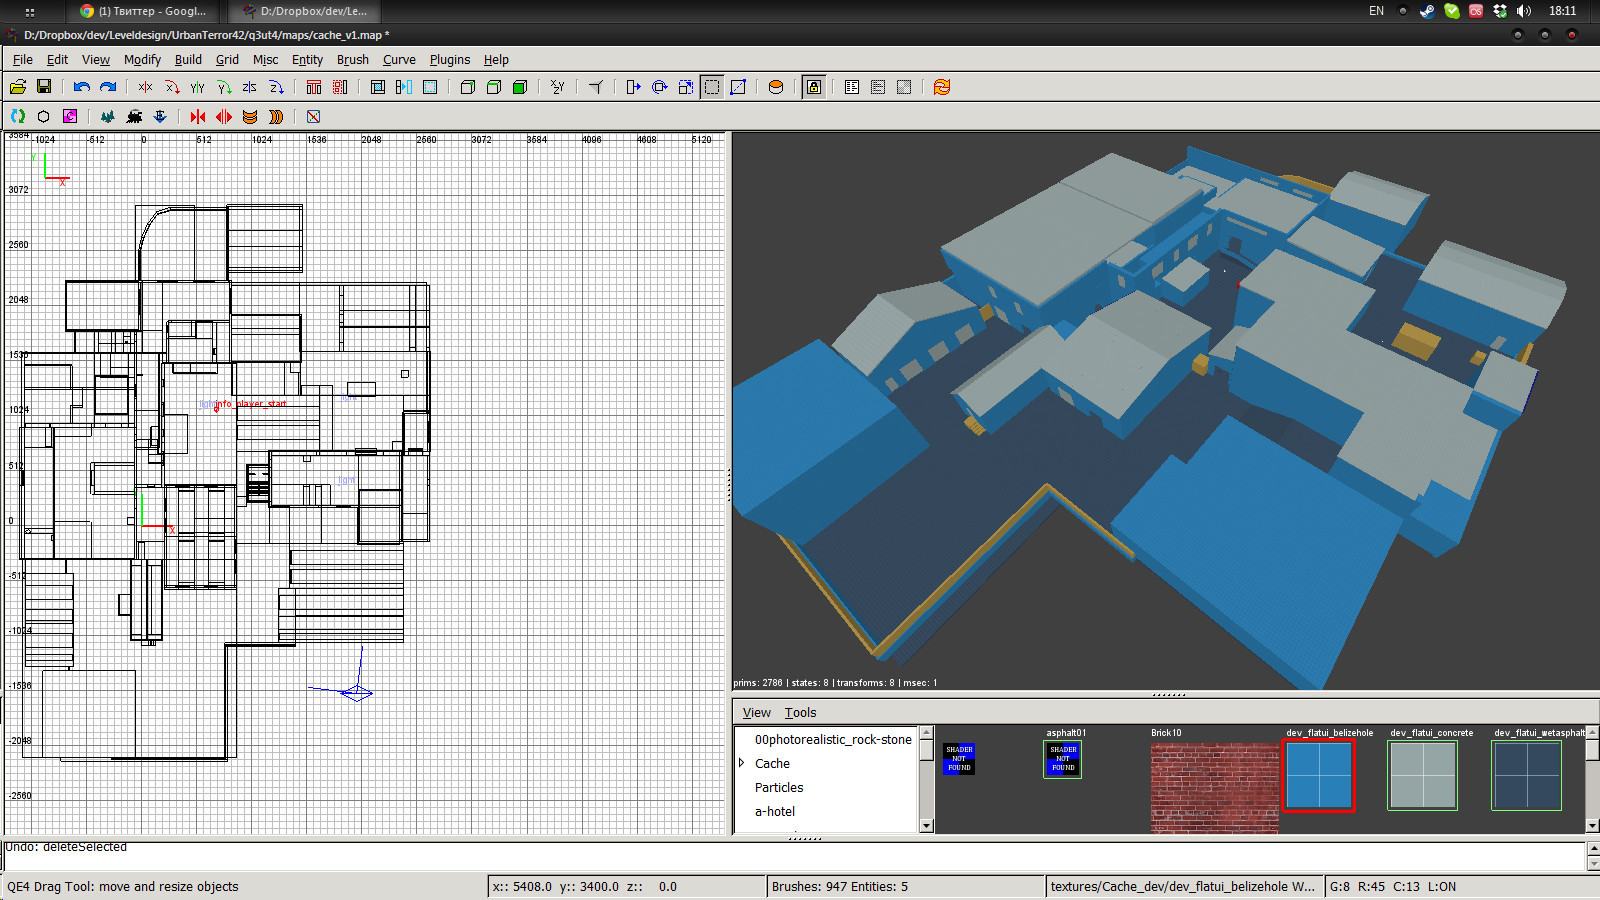 (1) Твиттер - Googl...
D:/Dropbox/dev/Le...
EN
18:11
D:/Dropbox/dev/Leveldesign/UrbanTerror42/q3ut4/maps/cache_v1.map *
File Edit View Modify Build Grid Misc Entity Brush Curve Plugins Help
3584
-1024 -512 0 512 1024 1536 2048 2560 3072 3584 4096 4608 5120
Y
X
3072
2560
2048
1536
1024
light
info_player_start
light
512
light
0
X
-512
-1024
-1536
-2048
-2560
prims: 2786 | states: 8 | transforms: 8 | msec: 1
View Tools
00photorealistic_rock-stone
Cache
Particles
a-hotel
SHADER NOT FOUND
asphalt01
SHADER NOT FOUND
Brick10
dev_flatui_belizehole
dev_flatui_concrete
dev_flatui_wetasphalt
Undo: deleteSelected
QE4 Drag Tool: move and resize objects
x:: 5408.0 y:: 3400.0 z:: 0.0
Brushes: 947 Entities: 5
textures/Cache_dev/dev_flatui_belizehole W...
G:8 R:45 C:13 L:ON